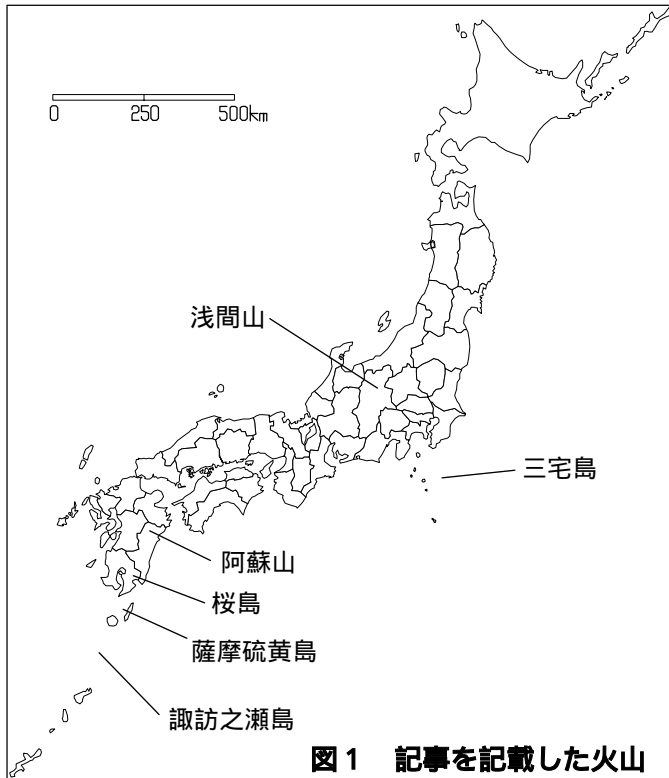 0 250 500km
浅間山
三宅島
阿蘇山
桜島
薩摩硫黄島
諏訪之瀬島
図1 記事を記載した火山